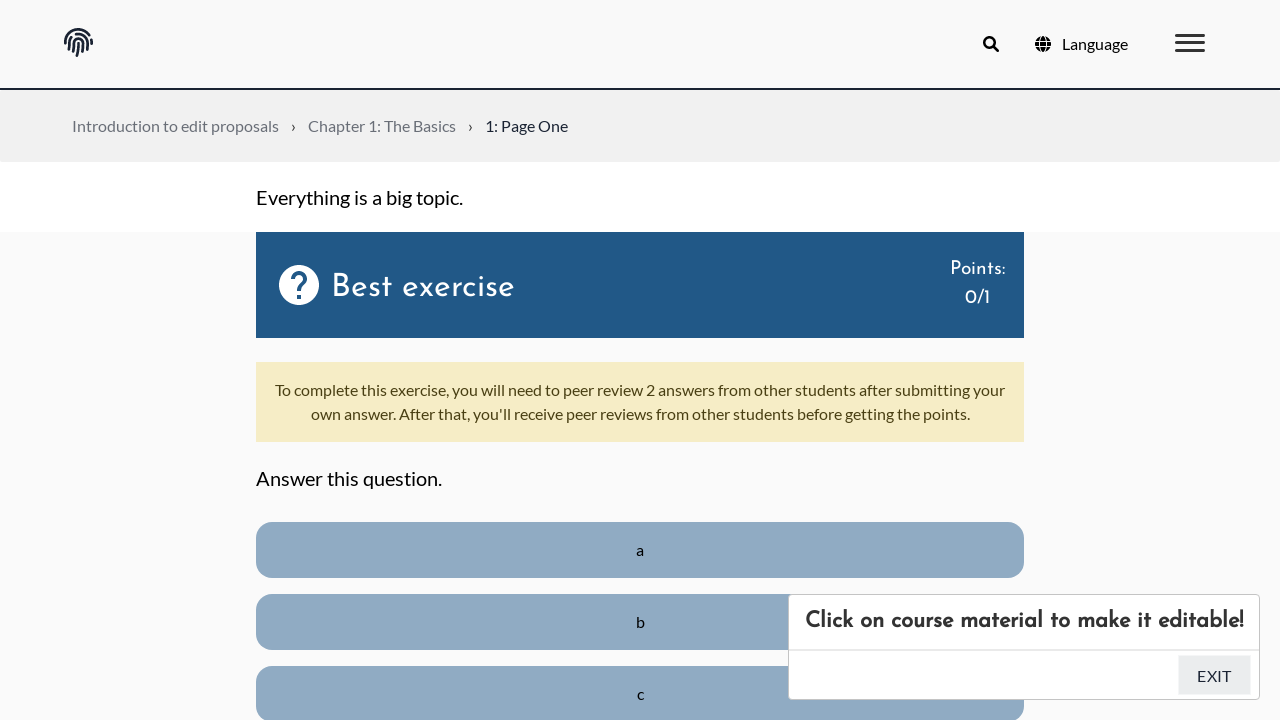 Language
Introduction to edit proposals › Chapter 1: The Basics › 1: Page One
Everything is a big topic.
Best exercise
Points:
0/1
To complete this exercise, you will need to peer review 2 answers from other students after submitting your
own answer. After that, you'll receive peer reviews from other students before getting the points.
Answer this question.
a
b
c
Click on course material to make it editable!
EXIT